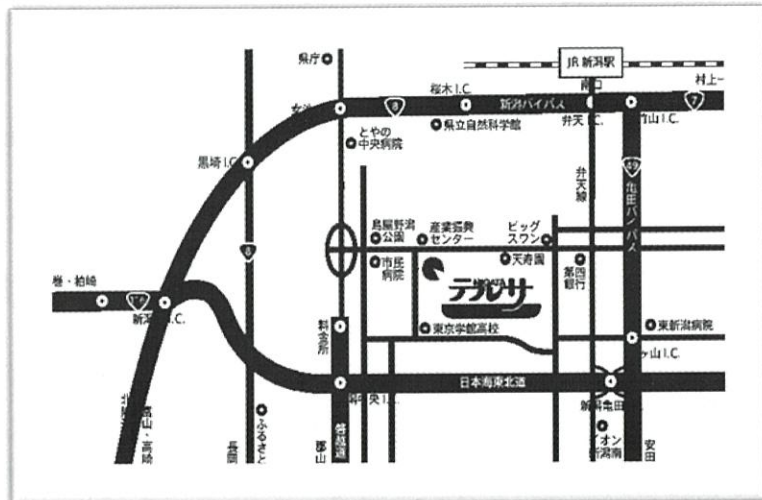 県庁
JR 新潟駅
南口
桜木 I.C.
村上
8
新潟バイパス
7
弁天 I.C.
竹山 I.C.
県立自然科学館
とやの
中央病院
黒埼 I.C.
49
弁天線
亀田バイパス
鳥屋野潟
公園
産業振興
センター
ビッグ
スワン
8
市民
病院
天寿園
第四
銀行
テルサ
巻・柏崎
新潟
I.C.
料金所
東京学館高校
東新潟病院
日本海東北道
新潟亀田
磐越道
富山・高崎
長岡
ふるさと
郡山
イオン
新潟南
安田